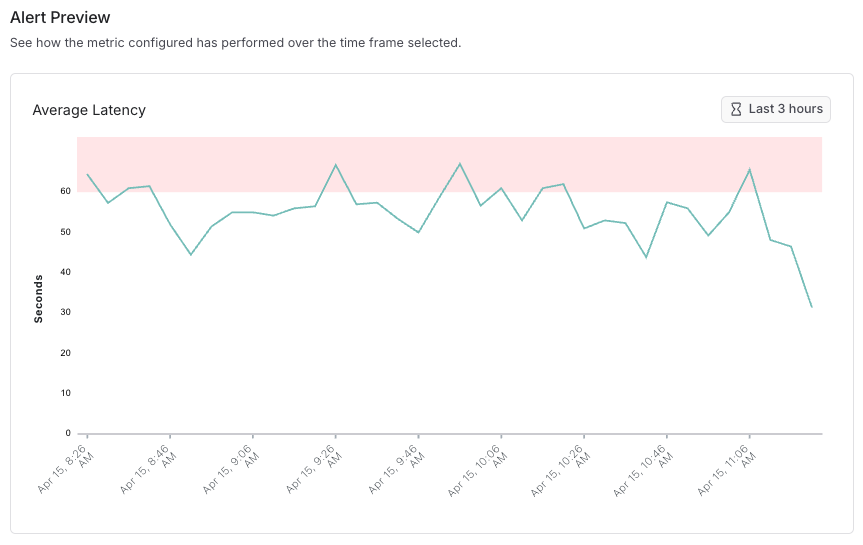 Alert Preview
See how the metric configured has performed over the time frame selected.
Average Latency
Last 3 hours
Seconds
60
50
40
30
20
10
0
Apr 15, 8:26
AM
Apr 15, 8:46
AM
Apr 15, 9:06
AM
Apr 15, 9:26
AM
Apr 15, 9:46
AM
Apr 15, 10:06
AM
Apr 15, 10:26
AM
Apr 15, 10:46
AM
Apr 15, 11:06
AM